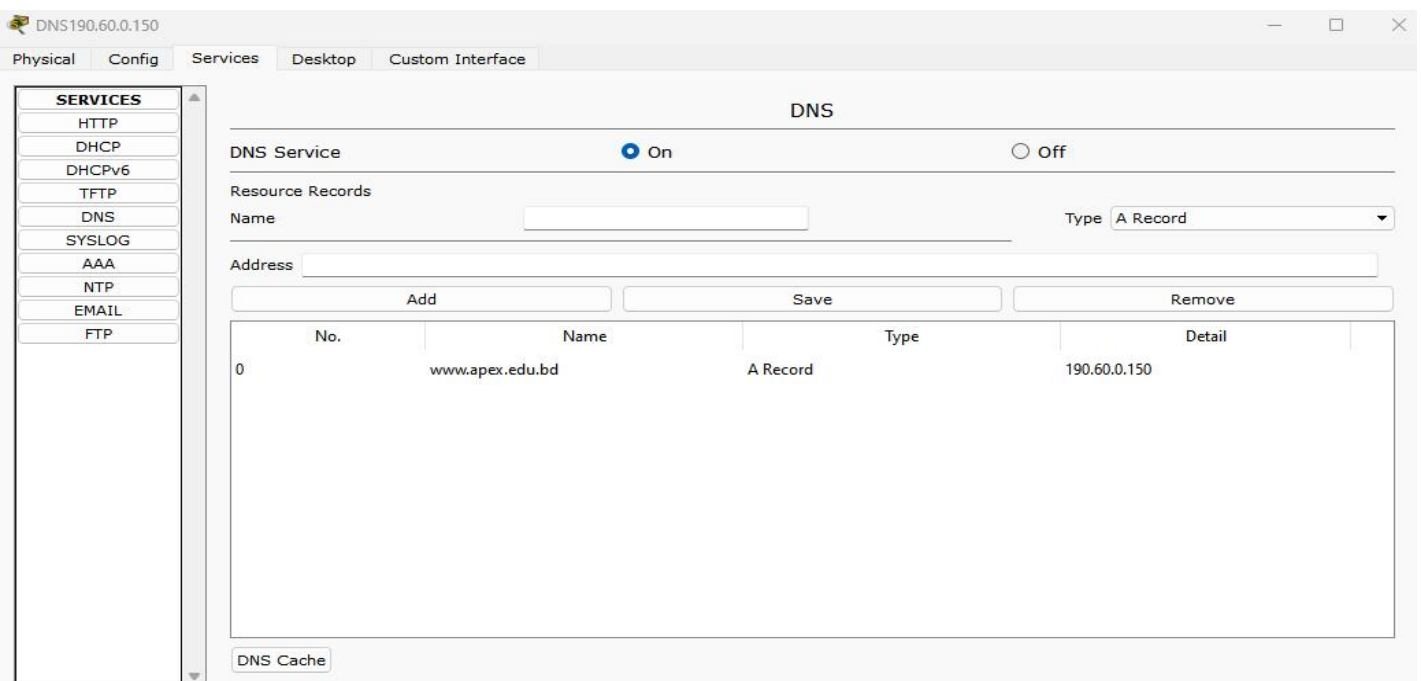 DNS190.60.0.150
Physical Config Services Desktop Custom Interface
SERVICES
HTTP
DHCP
DHCPv6
TFTP
DNS
SYSLOG
AAA
NTP
EMAIL
FTP
DNS
DNS Service On Off
Resource Records
Name Type A Record
Address
Add Save Remove
No. Name Type Detail
0 www.apex.edu.bd A Record 190.60.0.150
DNS Cache